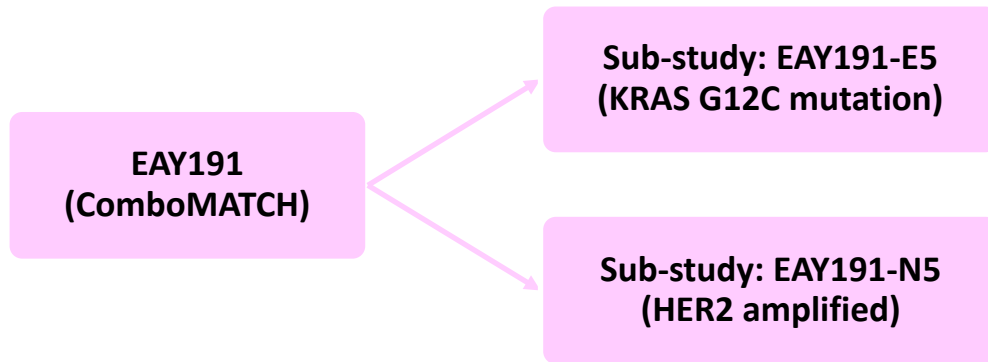 EAY191
(ComboMATCH)
Sub-study: EAY191-E5
(KRAS G12C mutation)
Sub-study: EAY191-N5
(HER2 amplified)